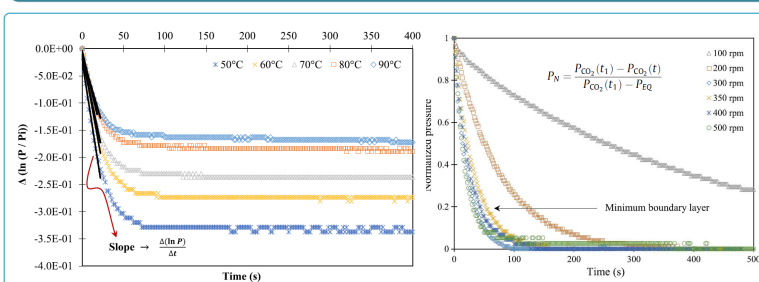 0 50 100 150 200 250 300 350 400
0.0E+00
-5.0E-02
-1.0E-01
-1.5E-01
-2.0E-01
-2.5E-01
-3.0E-01
-3.5E-01
-4.0E-01
50°C 60°C 70°C 80°C 90°C
Δ (ln (P / Pi))
Slope → Δ(ln P) / Δt
Time (s)
1
0.8
0.6
0.4
0.2
0
Normalized pressure
P_N = (P_CO₂(t₁) − P_CO₂(t)) / (P_CO₂(t₁) − P_EQ)
100 rpm
200 rpm
300 rpm
350 rpm
400 rpm
500 rpm
Minimum boundary layer
0 100 200 300 400 500
Time (s)